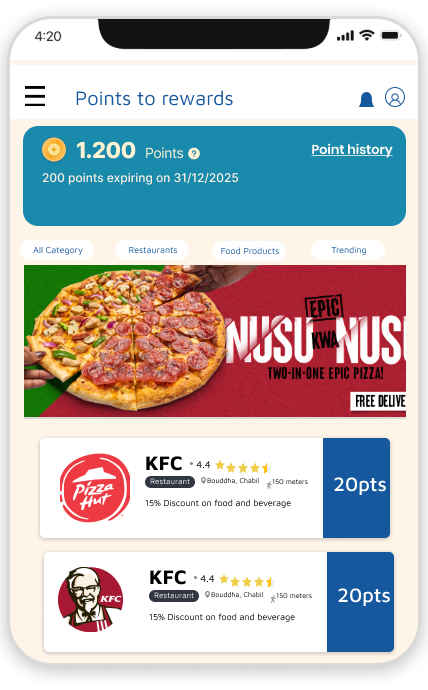 4:20
Points to rewards
1.200 Points ?
Point history
200 points expiring on 31/12/2025
All Category
Restaurants
Food Products
Trending
EPIC
NUSU KWA NUSU
TWO-IN-ONE EPIC PIZZA!
FREE DELIVE
Pizza
Hut
KFC • 4.4
Restaurant Bouddha, Chabil 150 meters
15% Discount on food and beverage
20pts
KFC
KFC • 4.4
Restaurant Bouddha, Chabil 150 meters
15% Discount on food and beverage
20pts